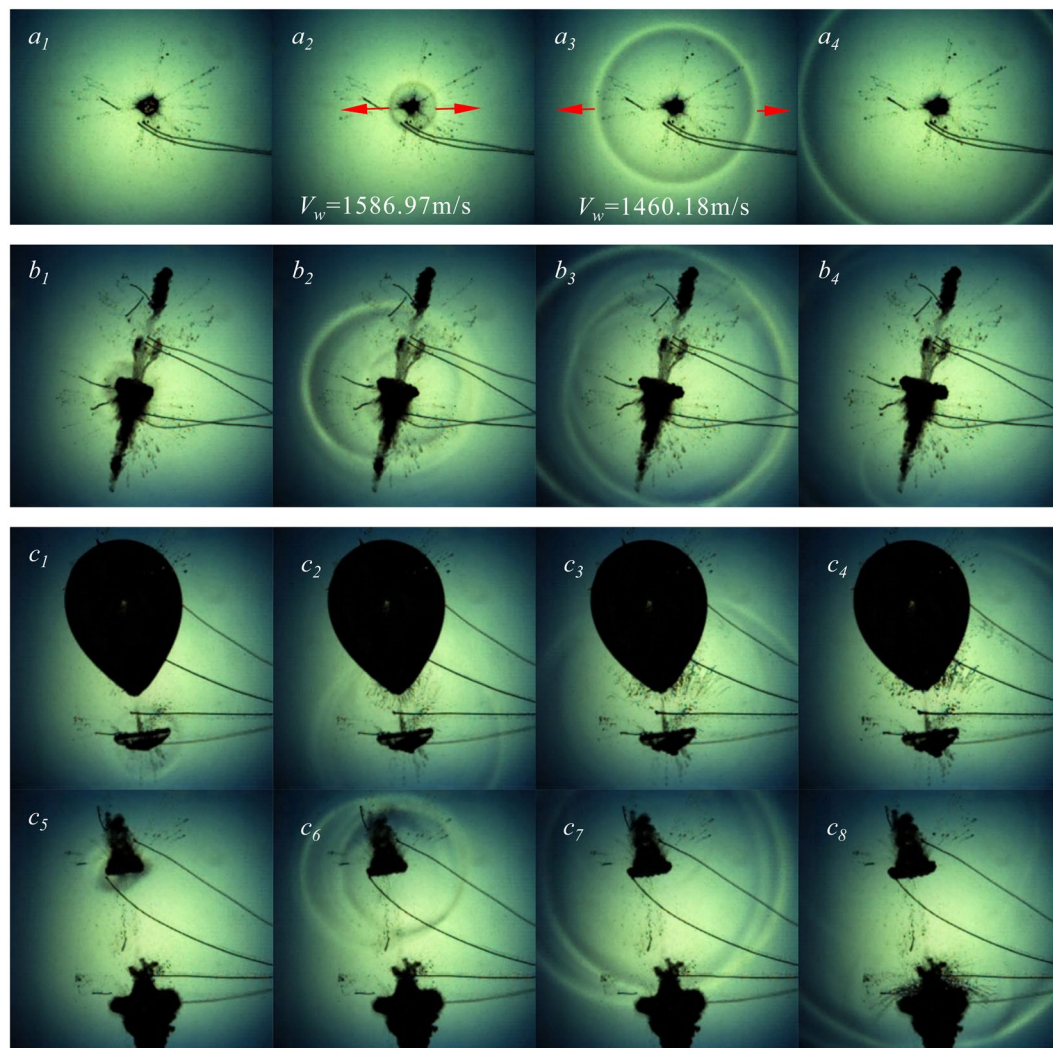 a1
a2
a3
a4
Vw=1586.97m/s
Vw=1460.18m/s
b1
b2
b3
b4
c1
c2
c3
c4
c5
c6
c7
c8